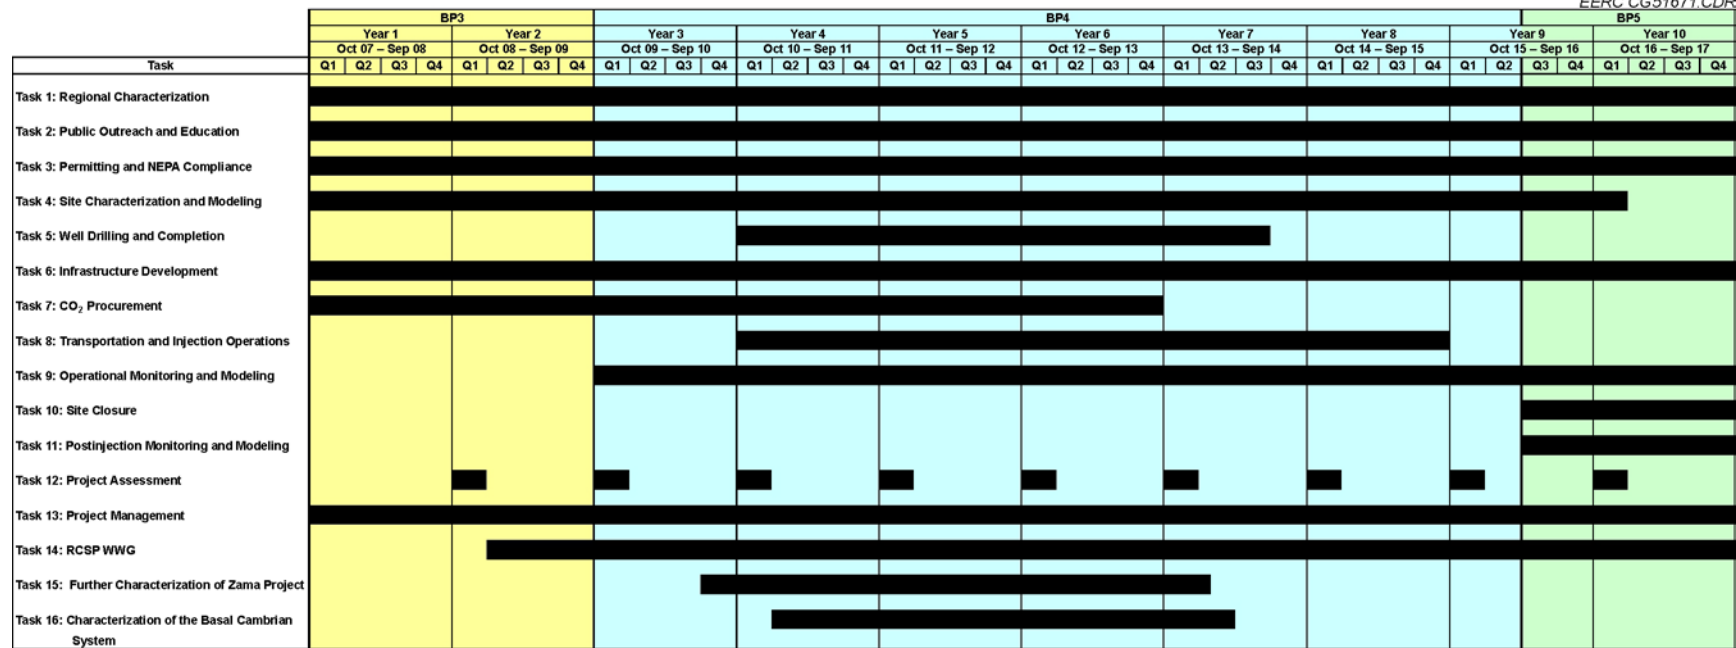 EERC CG51671.CDR
BP3 BP4 BP5
Year 1 Year 2 Year 3 Year 4 Year 5 Year 6 Year 7 Year 8 Year 9 Year 10
Oct 07 – Sep 08 Oct 08 – Sep 09 Oct 09 – Sep 10 Oct 10 – Sep 11 Oct 11 – Sep 12 Oct 12 – Sep 13 Oct 13 – Sep 14 Oct 14 – Sep 15 Oct 15 – Sep 16 Oct 16 – Sep 17
Task Q1 Q2 Q3 Q4 Q1 Q2 Q3 Q4 Q1 Q2 Q3 Q4 Q1 Q2 Q3 Q4 Q1 Q2 Q3 Q4 Q1 Q2 Q3 Q4 Q1 Q2 Q3 Q4 Q1 Q2 Q3 Q4 Q1 Q2 Q3 Q4 Q1 Q2 Q3 Q4
Task 1: Regional Characterization
Task 2: Public Outreach and Education
Task 3: Permitting and NEPA Compliance
Task 4: Site Characterization and Modeling
Task 5: Well Drilling and Completion
Task 6: Infrastructure Development
Task 7: CO₂ Procurement
Task 8: Transportation and Injection Operations
Task 9: Operational Monitoring and Modeling
Task 10: Site Closure
Task 11: Postinjection Monitoring and Modeling
Task 12: Project Assessment
Task 13: Project Management
Task 14: RCSP WWG
Task 15: Further Characterization of Zama Project
Task 16: Characterization of the Basal Cambrian
System